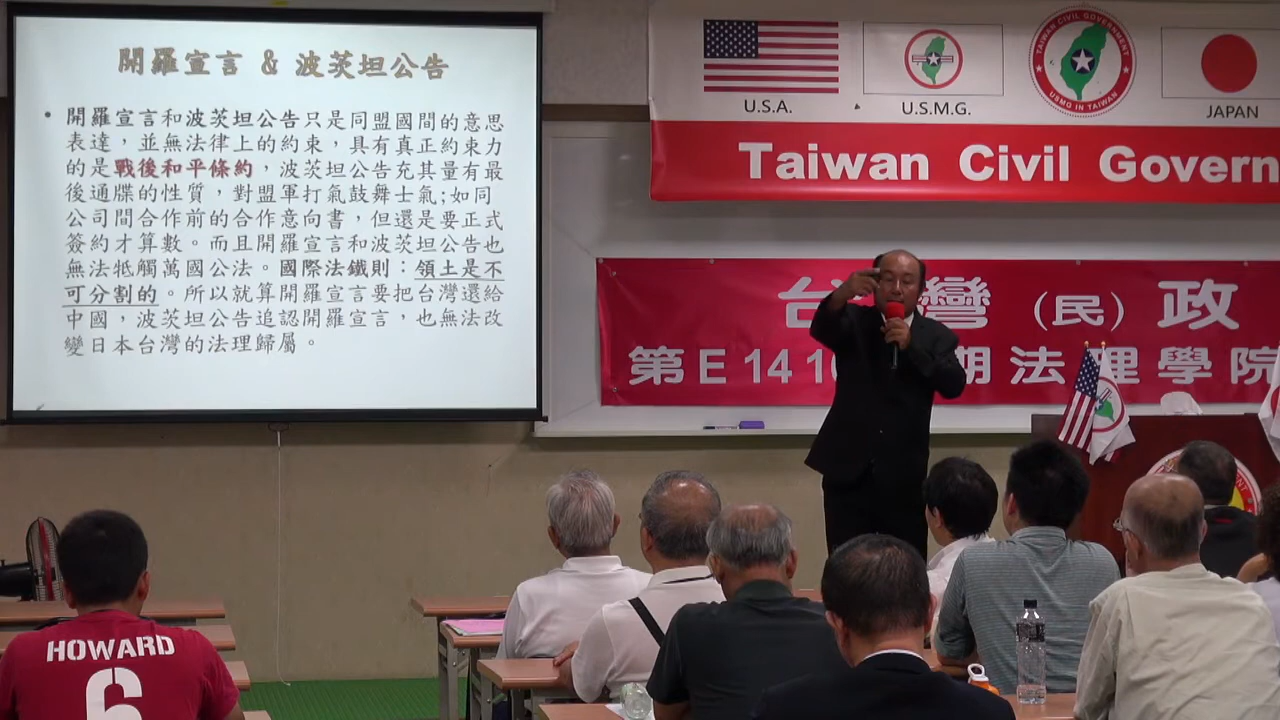 開羅宣言 & 波茨坦公告
• 開羅宣言和波茨坦公告只是同盟國間的意思
表達，並無法律上的約束，具有真正約束力
的是戰後和平條約，波茨坦公告充其量有最
後通牒的性質，對盟軍打氣鼓舞士氣;如同
公司間合作前的合作意向書，但還是要正式
簽約才算數。而且開羅宣言和波茨坦公告也
無法牴觸萬國公法。國際法鐵則：領土是不
可分割的。所以就算開羅宣言要把台灣還給
中國，波茨坦公告追認開羅宣言，也無法改
變日本台灣的法理歸屬。
U.S.A.
U.S.M.G.
TAIWAN CIVIL GOVERNMENT
USMG IN TAIWAN
JAPAN
Taiwan Civil Govern
台灣（民）政
第E14 1 期法理學院
HOWARD
6